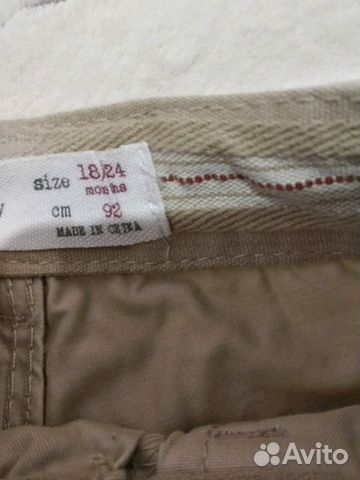 size 18/24
months
cm 92
MADE IN CHINA
Avito